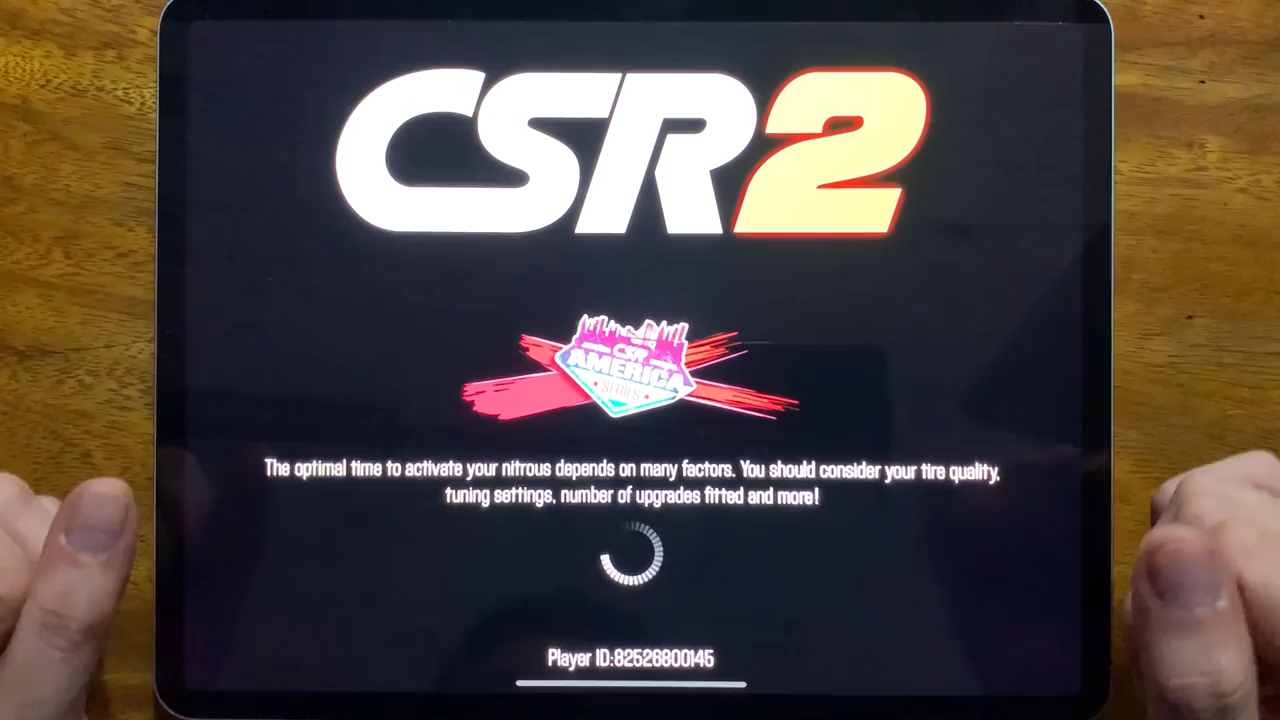 CSR2
CSR
AMERICA
SERIES
The optimal time to activate your nitrous depends on many factors. You should consider your tire quality,
tuning settings, number of upgrades fitted and more!
Player ID:82526800145